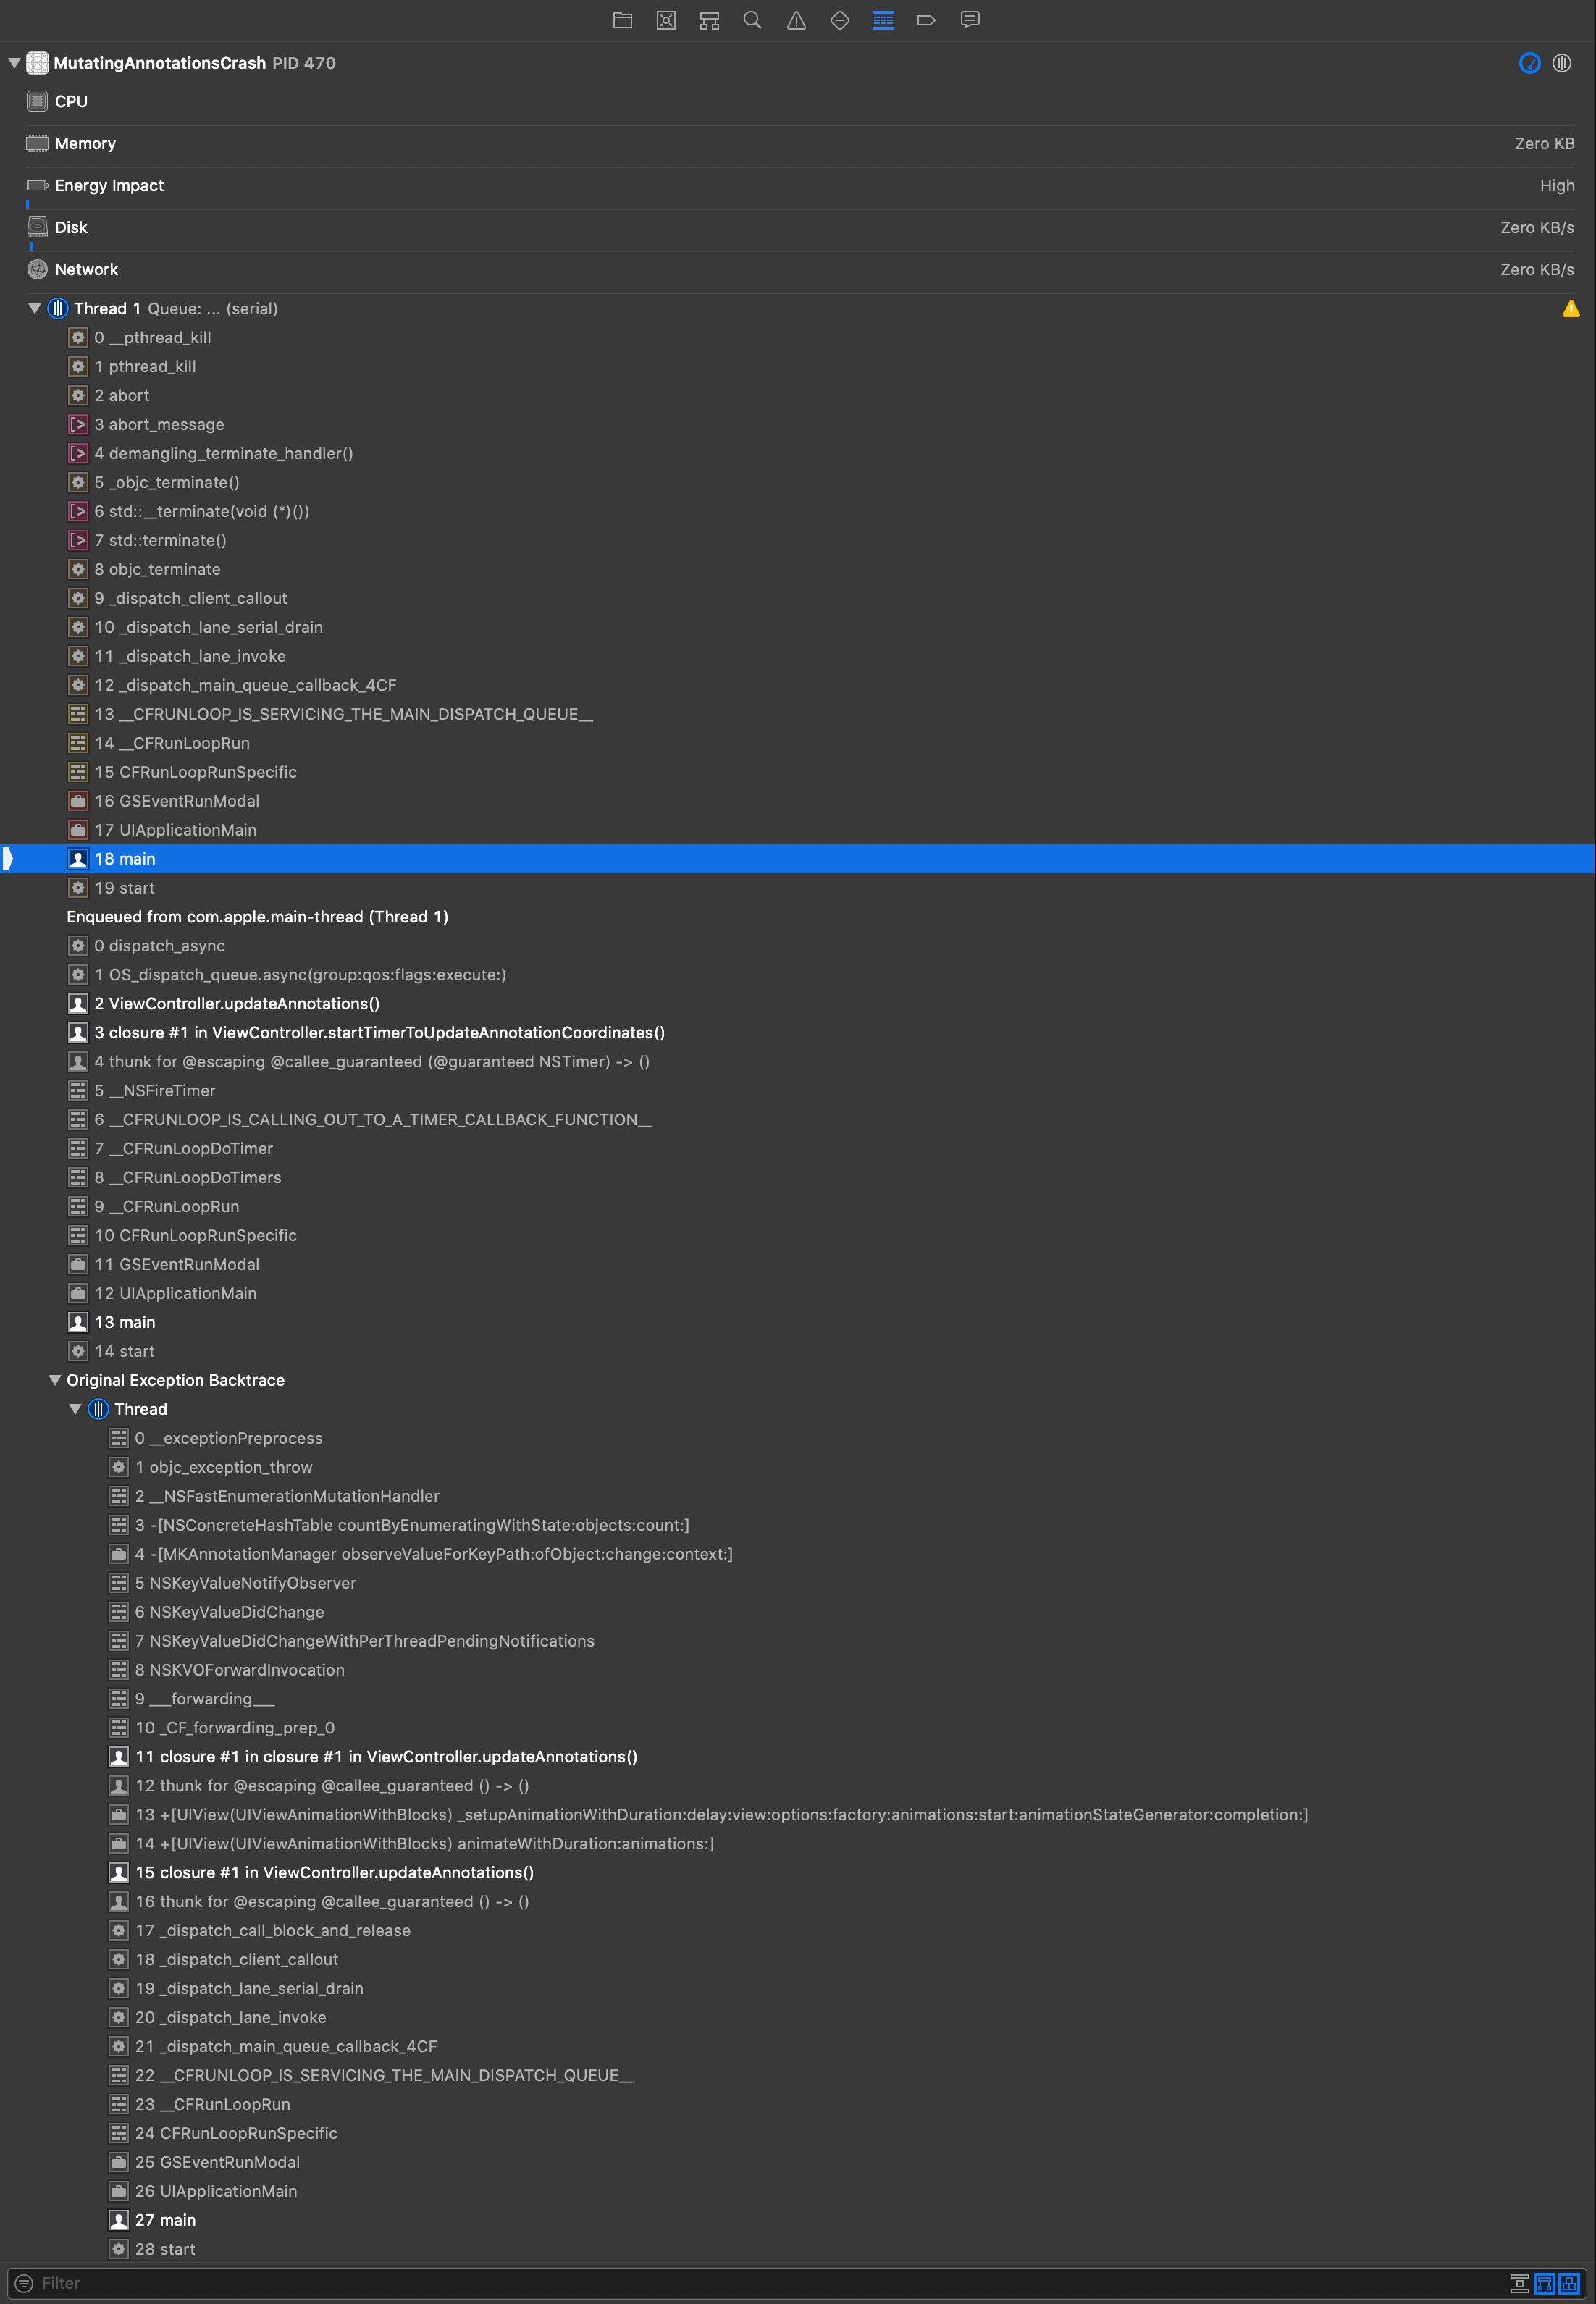 MutatingAnnotationsCrash PID 470
CPU
Memory Zero KB
Energy Impact High
Disk Zero KB/s
Network Zero KB/s
Thread 1 Queue: ... (serial)
0 __pthread_kill
1 pthread_kill
2 abort
3 abort_message
4 demangling_terminate_handler()
5 _objc_terminate()
6 std::__terminate(void (*)())
7 std::terminate()
8 objc_terminate
9 _dispatch_client_callout
10 _dispatch_lane_serial_drain
11 _dispatch_lane_invoke
12 _dispatch_main_queue_callback_4CF
13 __CFRUNLOOP_IS_SERVICING_THE_MAIN_DISPATCH_QUEUE__
14 __CFRunLoopRun
15 CFRunLoopRunSpecific
16 GSEventRunModal
17 UIApplicationMain
18 main
19 start
Enqueued from com.apple.main-thread (Thread 1)
0 dispatch_async
1 OS_dispatch_queue.async(group:qos:flags:execute:)
2 ViewController.updateAnnotations()
3 closure #1 in ViewController.startTimerToUpdateAnnotationCoordinates()
4 thunk for @escaping @callee_guaranteed (@guaranteed NSTimer) -> ()
5 __NSFireTimer
6 __CFRUNLOOP_IS_CALLING_OUT_TO_A_TIMER_CALLBACK_FUNCTION__
7 __CFRunLoopDoTimer
8 __CFRunLoopDoTimers
9 __CFRunLoopRun
10 CFRunLoopRunSpecific
11 GSEventRunModal
12 UIApplicationMain
13 main
14 start
Original Exception Backtrace
Thread
0 __exceptionPreprocess
1 objc_exception_throw
2 __NSFastEnumerationMutationHandler
3 -[NSConcreteHashTable countByEnumeratingWithState:objects:count:]
4 -[MKAnnotationManager observeValueForKeyPath:ofObject:change:context:]
5 NSKeyValueNotifyObserver
6 NSKeyValueDidChange
7 NSKeyValueDidChangeWithPerThreadPendingNotifications
8 NSKVOForwardInvocation
9 ___forwarding___
10 _CF_forwarding_prep_0
11 closure #1 in closure #1 in ViewController.updateAnnotations()
12 thunk for @escaping @callee_guaranteed () -> ()
13 +[UIView(UIViewAnimationWithBlocks) _setupAnimationWithDuration:delay:view:options:factory:animations:start:animationStateGenerator:completion:]
14 +[UIView(UIViewAnimationWithBlocks) animateWithDuration:animations:]
15 closure #1 in ViewController.updateAnnotations()
16 thunk for @escaping @callee_guaranteed () -> ()
17 _dispatch_call_block_and_release
18 _dispatch_client_callout
19 _dispatch_lane_serial_drain
20 _dispatch_lane_invoke
21 _dispatch_main_queue_callback_4CF
22 __CFRUNLOOP_IS_SERVICING_THE_MAIN_DISPATCH_QUEUE__
23 __CFRunLoopRun
24 CFRunLoopRunSpecific
25 GSEventRunModal
26 UIApplicationMain
27 main
28 start
Filter